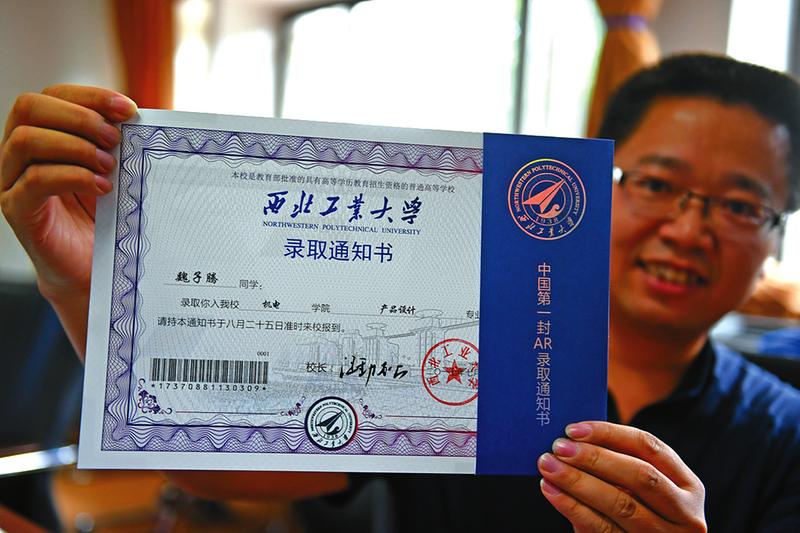 本校是教育部批准的具有高等学历教育招生资格的普通高等学校
西北工业大学
NORTHWESTERN POLYTECHNICAL UNIVERSITY
录取通知书
魏子腾 同学：
录取你入我校 机电 学院 产品设计 专业
请持本通知书于八月二十五日准时来校报到。
0001
校长：
*17370881130309*
NORTHWESTERN POLYTECHNICAL UNIVERSITY
1938
中国第一封AR录取通知书